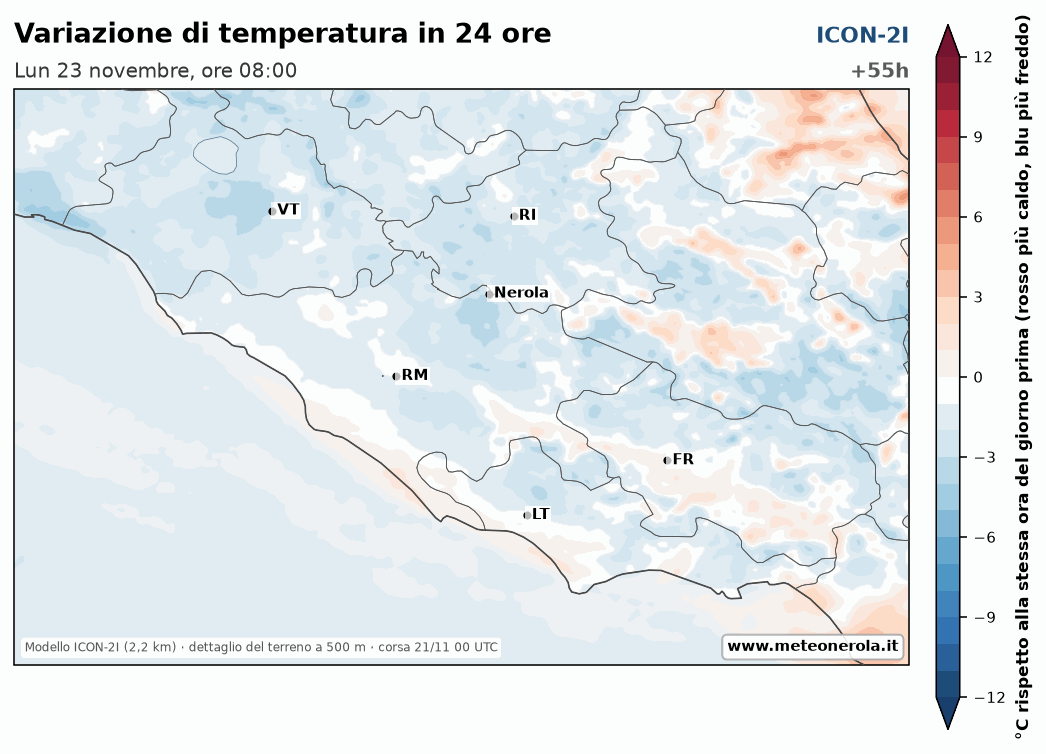 Variazione di temperatura in 24 ore
ICON-2I
Lun 23 novembre, ore 08:00
+55h
VT
RI
Nerola
RM
FR
LT
Modello ICON-2I (2,2 km) · dettaglio del terreno a 500 m · corsa 21/11 00 UTC
www.meteonerola.it
12
9
6
3
0
−3
−6
−9
−12
°C rispetto alla stessa ora del giorno prima (rosso più caldo, blu più freddo)